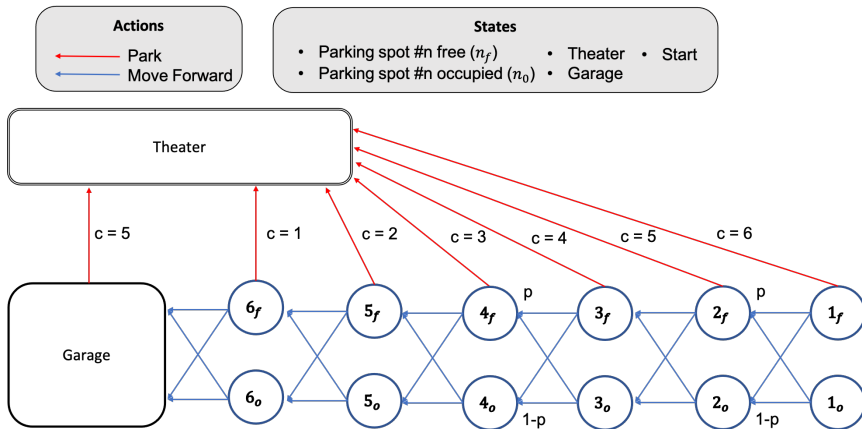 Actions
Park
Move Forward
States
• Parking spot #n free (n_f)
• Parking spot #n occupied (n_0)
• Theater
• Garage
• Start
Theater
c = 5
c = 1
c = 2
c = 3
c = 4
c = 5
c = 6
Garage
6_f
5_f
4_f
p
3_f
2_f
p
1_f
6_o
5_o
4_o
1-p
3_o
2_o
1-p
1_o